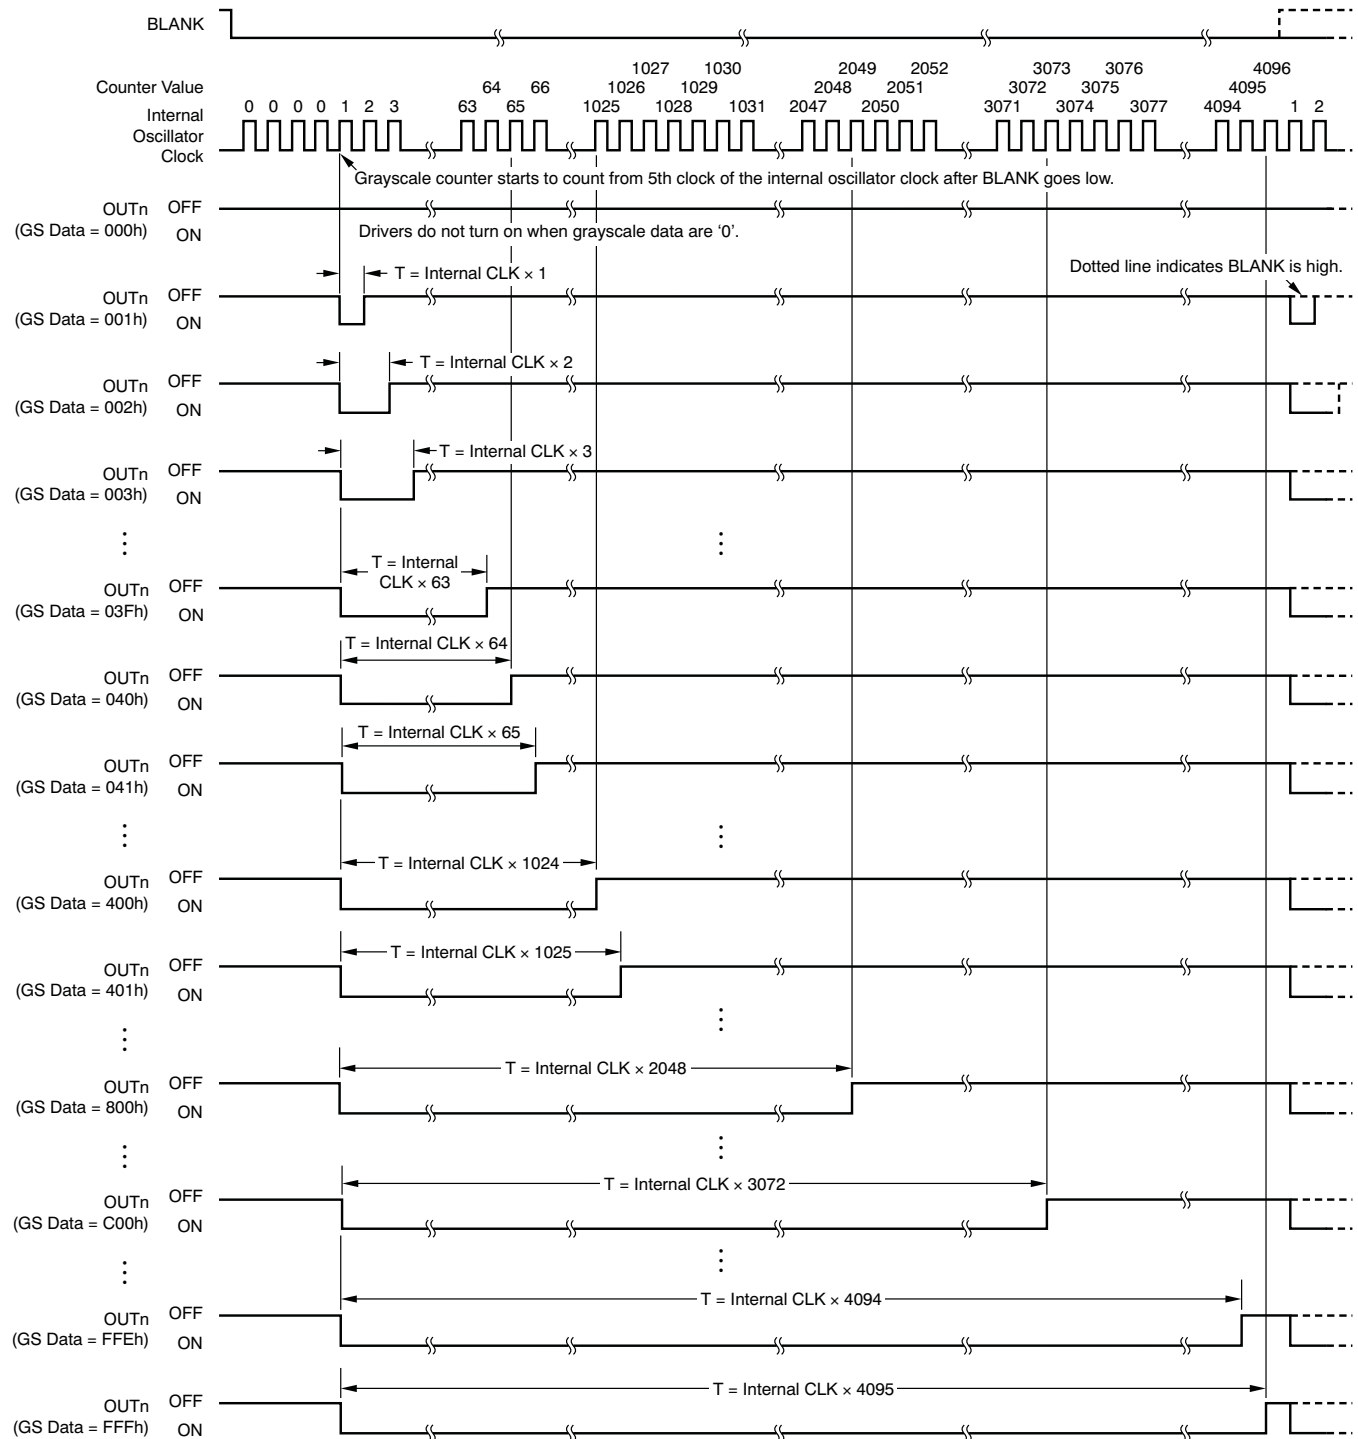 BLANK
1027 1030 2049 2052 3073 3076 4096
Counter Value 64 66 1026 1029 2048 2051 3072 3075 4095
Internal 0 0 0 0 1 2 3 63 65 1025 1028 1031 2047 2050 3071 3074 3077 4094 1 2
Oscillator
Clock
Grayscale counter starts to count from 5th clock of the internal oscillator clock after BLANK goes low.
OUTn OFF
(GS Data = 000h) ON
Drivers do not turn on when grayscale data are ‘0’.
T = Internal CLK × 1
Dotted line indicates BLANK is high.
OUTn OFF
(GS Data = 001h) ON
T = Internal CLK × 2
OUTn OFF
(GS Data = 002h) ON
T = Internal CLK × 3
OUTn OFF
(GS Data = 003h) ON
T = Internal
CLK × 63
OUTn OFF
(GS Data = 03Fh) ON
T = Internal CLK × 64
OUTn OFF
(GS Data = 040h) ON
T = Internal CLK × 65
OUTn OFF
(GS Data = 041h) ON
T = Internal CLK × 1024
OUTn OFF
(GS Data = 400h) ON
T = Internal CLK × 1025
OUTn OFF
(GS Data = 401h) ON
T = Internal CLK × 2048
OUTn OFF
(GS Data = 800h) ON
T = Internal CLK × 3072
OUTn OFF
(GS Data = C00h) ON
T = Internal CLK × 4094
OUTn OFF
(GS Data = FFEh) ON
T = Internal CLK × 4095
OUTn OFF
(GS Data = FFFh) ON